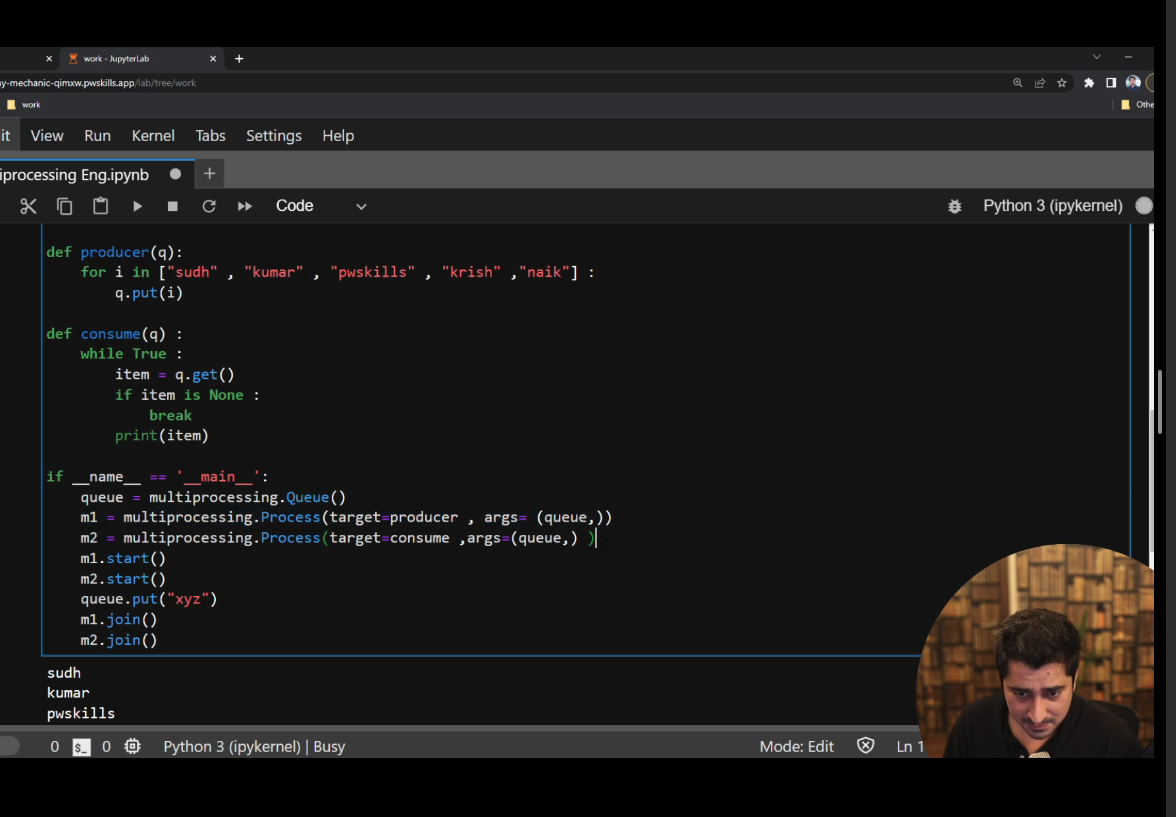 work - JupyterLab
y-mechanic-qimxw.pwskills.app/lab/tree/work
work
Othe
it View Run Kernel Tabs Settings Help
iprocessing Eng.ipynb
Code
Python 3 (ipykernel)
def producer(q):
    for i in ["sudh" , "kumar" , "pwskills" , "krish" ,"naik"] :
        q.put(i)
def consume(q) :
    while True :
        item = q.get()
        if item is None :
            break
        print(item)
if __name__ == '__main__':
    queue = multiprocessing.Queue()
    m1 = multiprocessing.Process(target=producer , args= (queue,))
    m2 = multiprocessing.Process(target=consume ,args=(queue,) )
    m1.start()
    m2.start()
    queue.put("xyz")
    m1.join()
    m2.join()
sudh
kumar
pwskills
0 $_ 0 Python 3 (ipykernel) | Busy
Mode: Edit
Ln 1